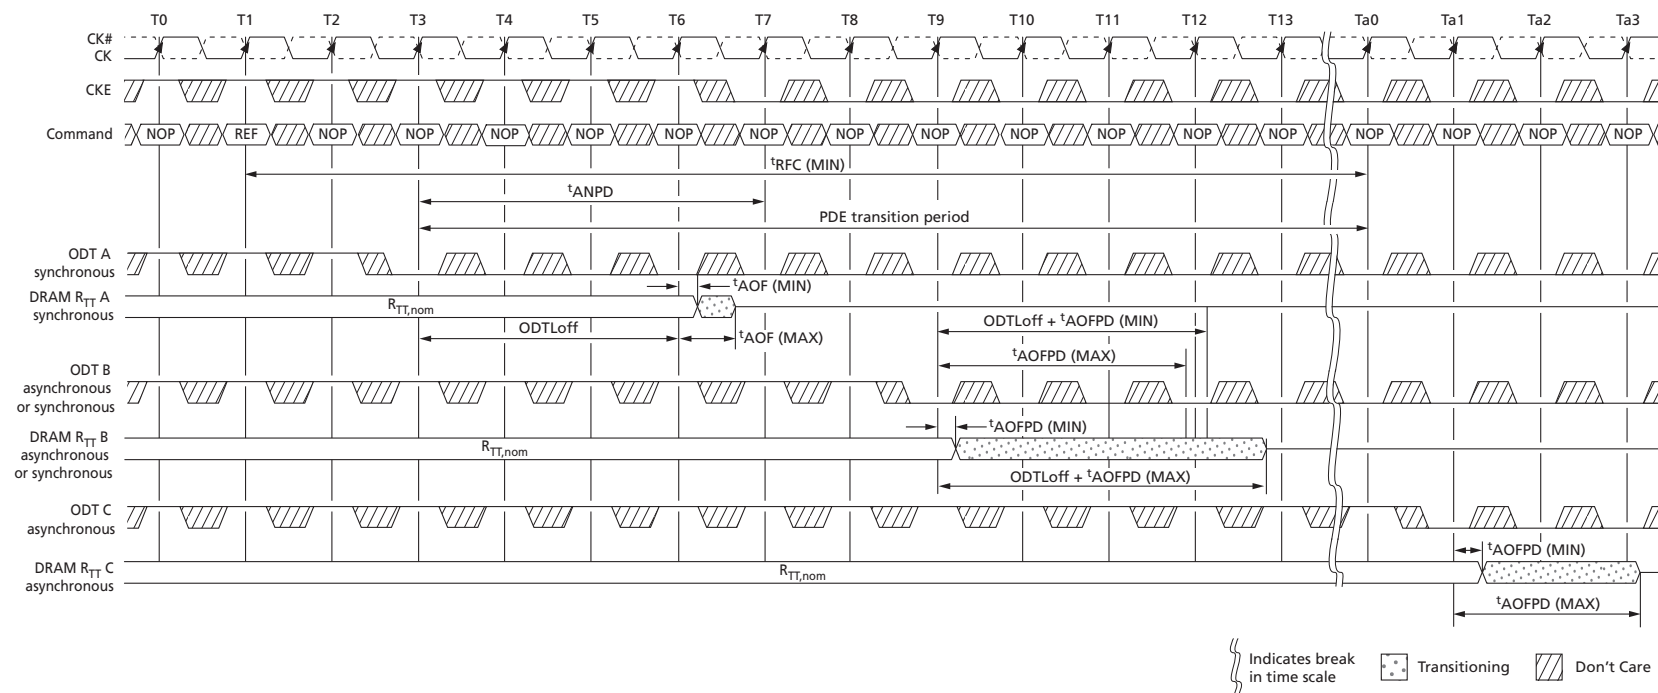 T0 T1 T2 T3 T4 T5 T6 T7 T8 T9 T10 T11 T12 T13 Ta0 Ta1 Ta2 Ta3
CK#
CK
CKE
Command NOP REF NOP NOP NOP NOP NOP NOP NOP NOP NOP NOP NOP NOP NOP NOP NOP NOP
tRFC (MIN)
tANPD
PDE transition period
ODT A
synchronous
tAOF (MIN)
DRAM RTT A
synchronous
RTT,nom
ODTLoff + tAOFPD (MIN)
ODTLoff
tAOF (MAX)
tAOFPD (MAX)
ODT B
asynchronous
or synchronous
tAOFPD (MIN)
DRAM RTT B
asynchronous
or synchronous
RTT,nom
ODTLoff + tAOFPD (MAX)
ODT C
asynchronous
tAOFPD (MIN)
DRAM RTT C
asynchronous
RTT,nom
tAOFPD (MAX)
Indicates break
in time scale
Transitioning
Don't Care